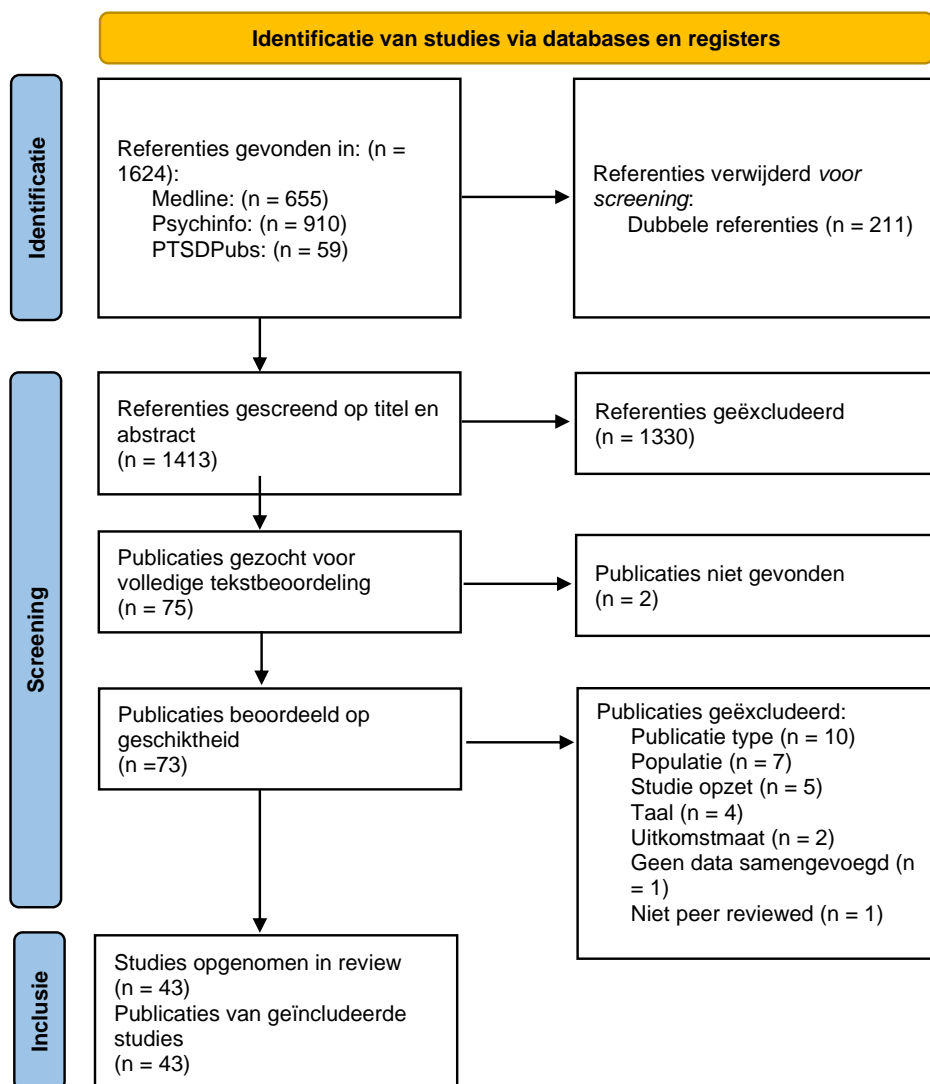 Identificatie van studies via databases en registers
Identificatie
Referenties gevonden in: (n =
1624):
Medline: (n = 655)
Psychinfo: (n = 910)
PTSDPubs: (n = 59)
Referenties verwijderd voor
screening:
Dubbele referenties (n = 211)
Screening
Referenties gescreend op titel en
abstract
(n = 1413)
Referenties geëxcludeerd
(n = 1330)
Publicaties gezocht voor
volledige tekstbeoordeling
(n = 75)
Publicaties niet gevonden
(n = 2)
Publicaties beoordeeld op
geschiktheid
(n =73)
Publicaties geëxcludeerd:
Publicatie type (n = 10)
Populatie (n = 7)
Studie opzet (n = 5)
Taal (n = 4)
Uitkomstmaat (n = 2)
Geen data samengevoegd (n
= 1)
Niet peer reviewed (n = 1)
Inclusie
Studies opgenomen in review
(n = 43)
Publicaties van geïncludeerde
studies
(n = 43)